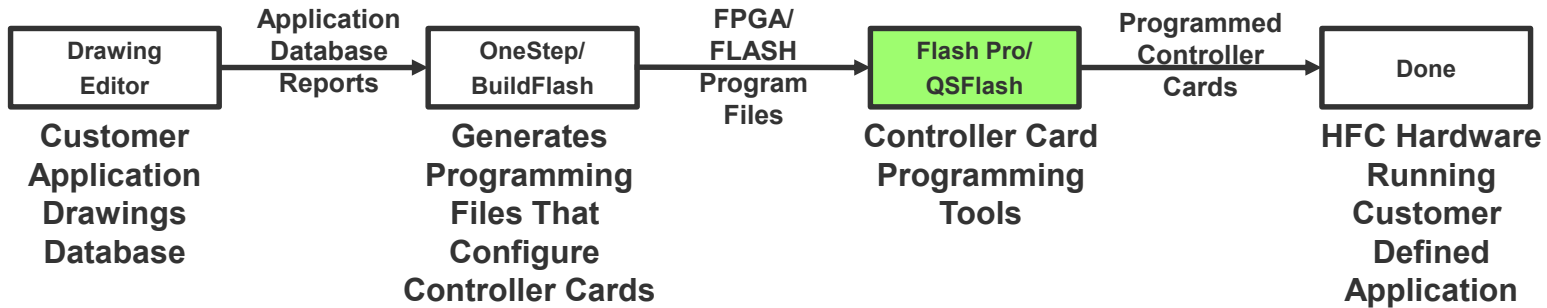 Drawing
Editor
Application
Database
Reports
OneStep/
BuildFlash
FPGA/
FLASH
Program
Files
Flash Pro/
QSFlash
Programmed
Controller
Cards
Done
Customer
Application
Drawings
Database
Generates
Programming
Files That
Configure
Controller Cards
Controller Card
Programming
Tools
HFC Hardware
Running
Customer
Defined
Application